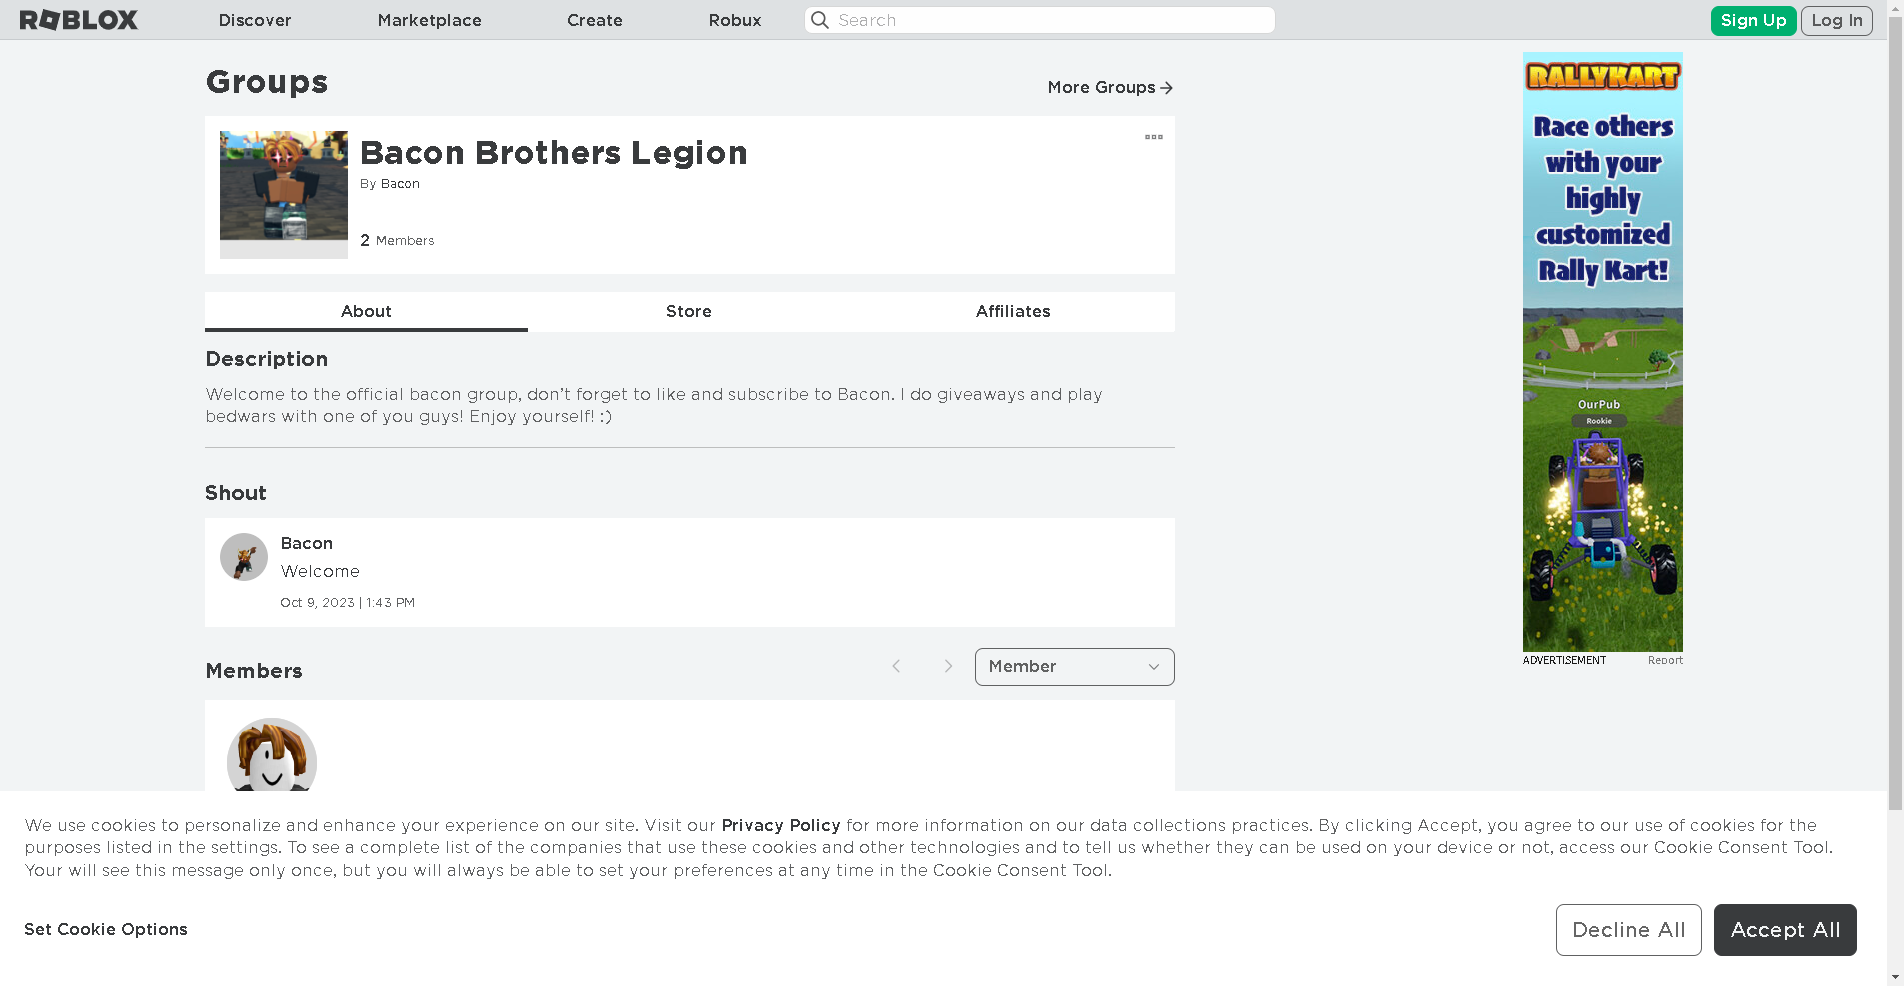 ROBLOX
Discover
Marketplace
Create
Robux
Search
Sign Up
Log In
Groups
More Groups
Bacon Brothers Legion
By Bacon
2 Members
About
Store
Affiliates
Description
Welcome to the official bacon group, don't forget to like and subscribe to Bacon. I do giveaways and play
bedwars with one of you guys! Enjoy yourself! :)
Shout
Bacon
Welcome
Oct 9, 2023 | 1:43 PM
Members
Member
RALLYKART
Race others
with your
highly
customized
Rally Kart!
OurPub
Rookie
ADVERTISEMENT
Report
We use cookies to personalize and enhance your experience on our site. Visit our Privacy Policy for more information on our data collections practices. By clicking Accept, you agree to our use of cookies for the
purposes listed in the settings. To see a complete list of the companies that use these cookies and other technologies and to tell us whether they can be used on your device or not, access our Cookie Consent Tool.
Your will see this message only once, but you will always be able to set your preferences at any time in the Cookie Consent Tool.
Set Cookie Options
Decline All
Accept All